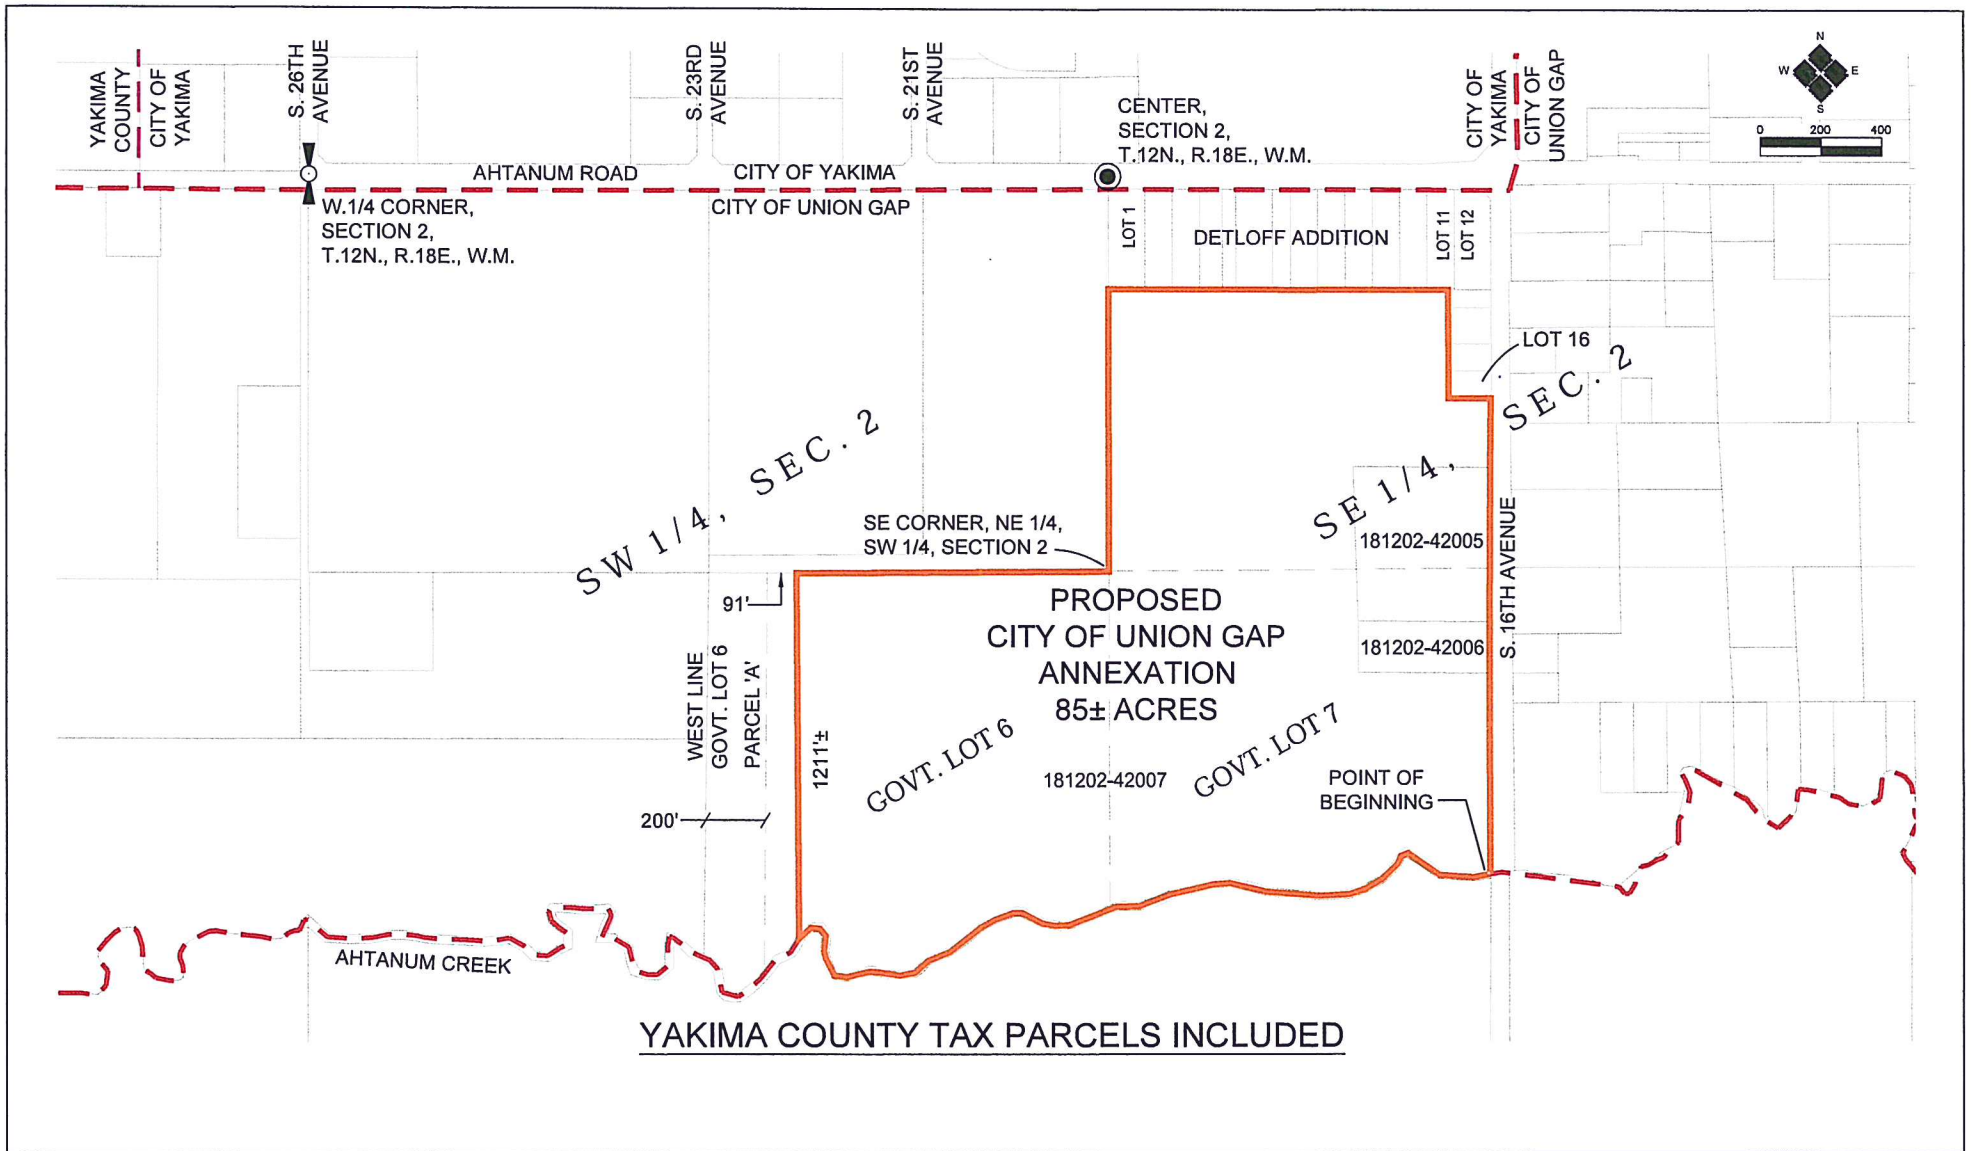 YAKIMA
COUNTY
CITY OF
YAKIMA
S. 26TH
AVENUE
S. 23RD
AVENUE
S. 21ST
AVENUE
CENTER,
SECTION 2,
T.12N., R.18E., W.M.
CITY OF
YAKIMA
CITY OF
UNION GAP
N
W
E
S
0 200 400
AHTANUM ROAD
CITY OF YAKIMA
CITY OF UNION GAP
W.1/4 CORNER,
SECTION 2,
T.12N., R.18E., W.M.
LOT 1
DETLOFF ADDITION
LOT 11
LOT 12
LOT 16
SW 1/4, SEC. 2
SE 1/4, SEC. 2
SE CORNER, NE 1/4,
SW 1/4, SECTION 2
181202-42005
S. 16TH AVENUE
91'
PROPOSED
CITY OF UNION GAP
ANNEXATION
85± ACRES
181202-42006
WEST LINE
GOVT. LOT 6
PARCEL 'A'
1211'±
GOVT. LOT 6
GOVT. LOT 7
181202-42007
POINT OF
BEGINNING
200'
AHTANUM CREEK
YAKIMA COUNTY TAX PARCELS INCLUDED